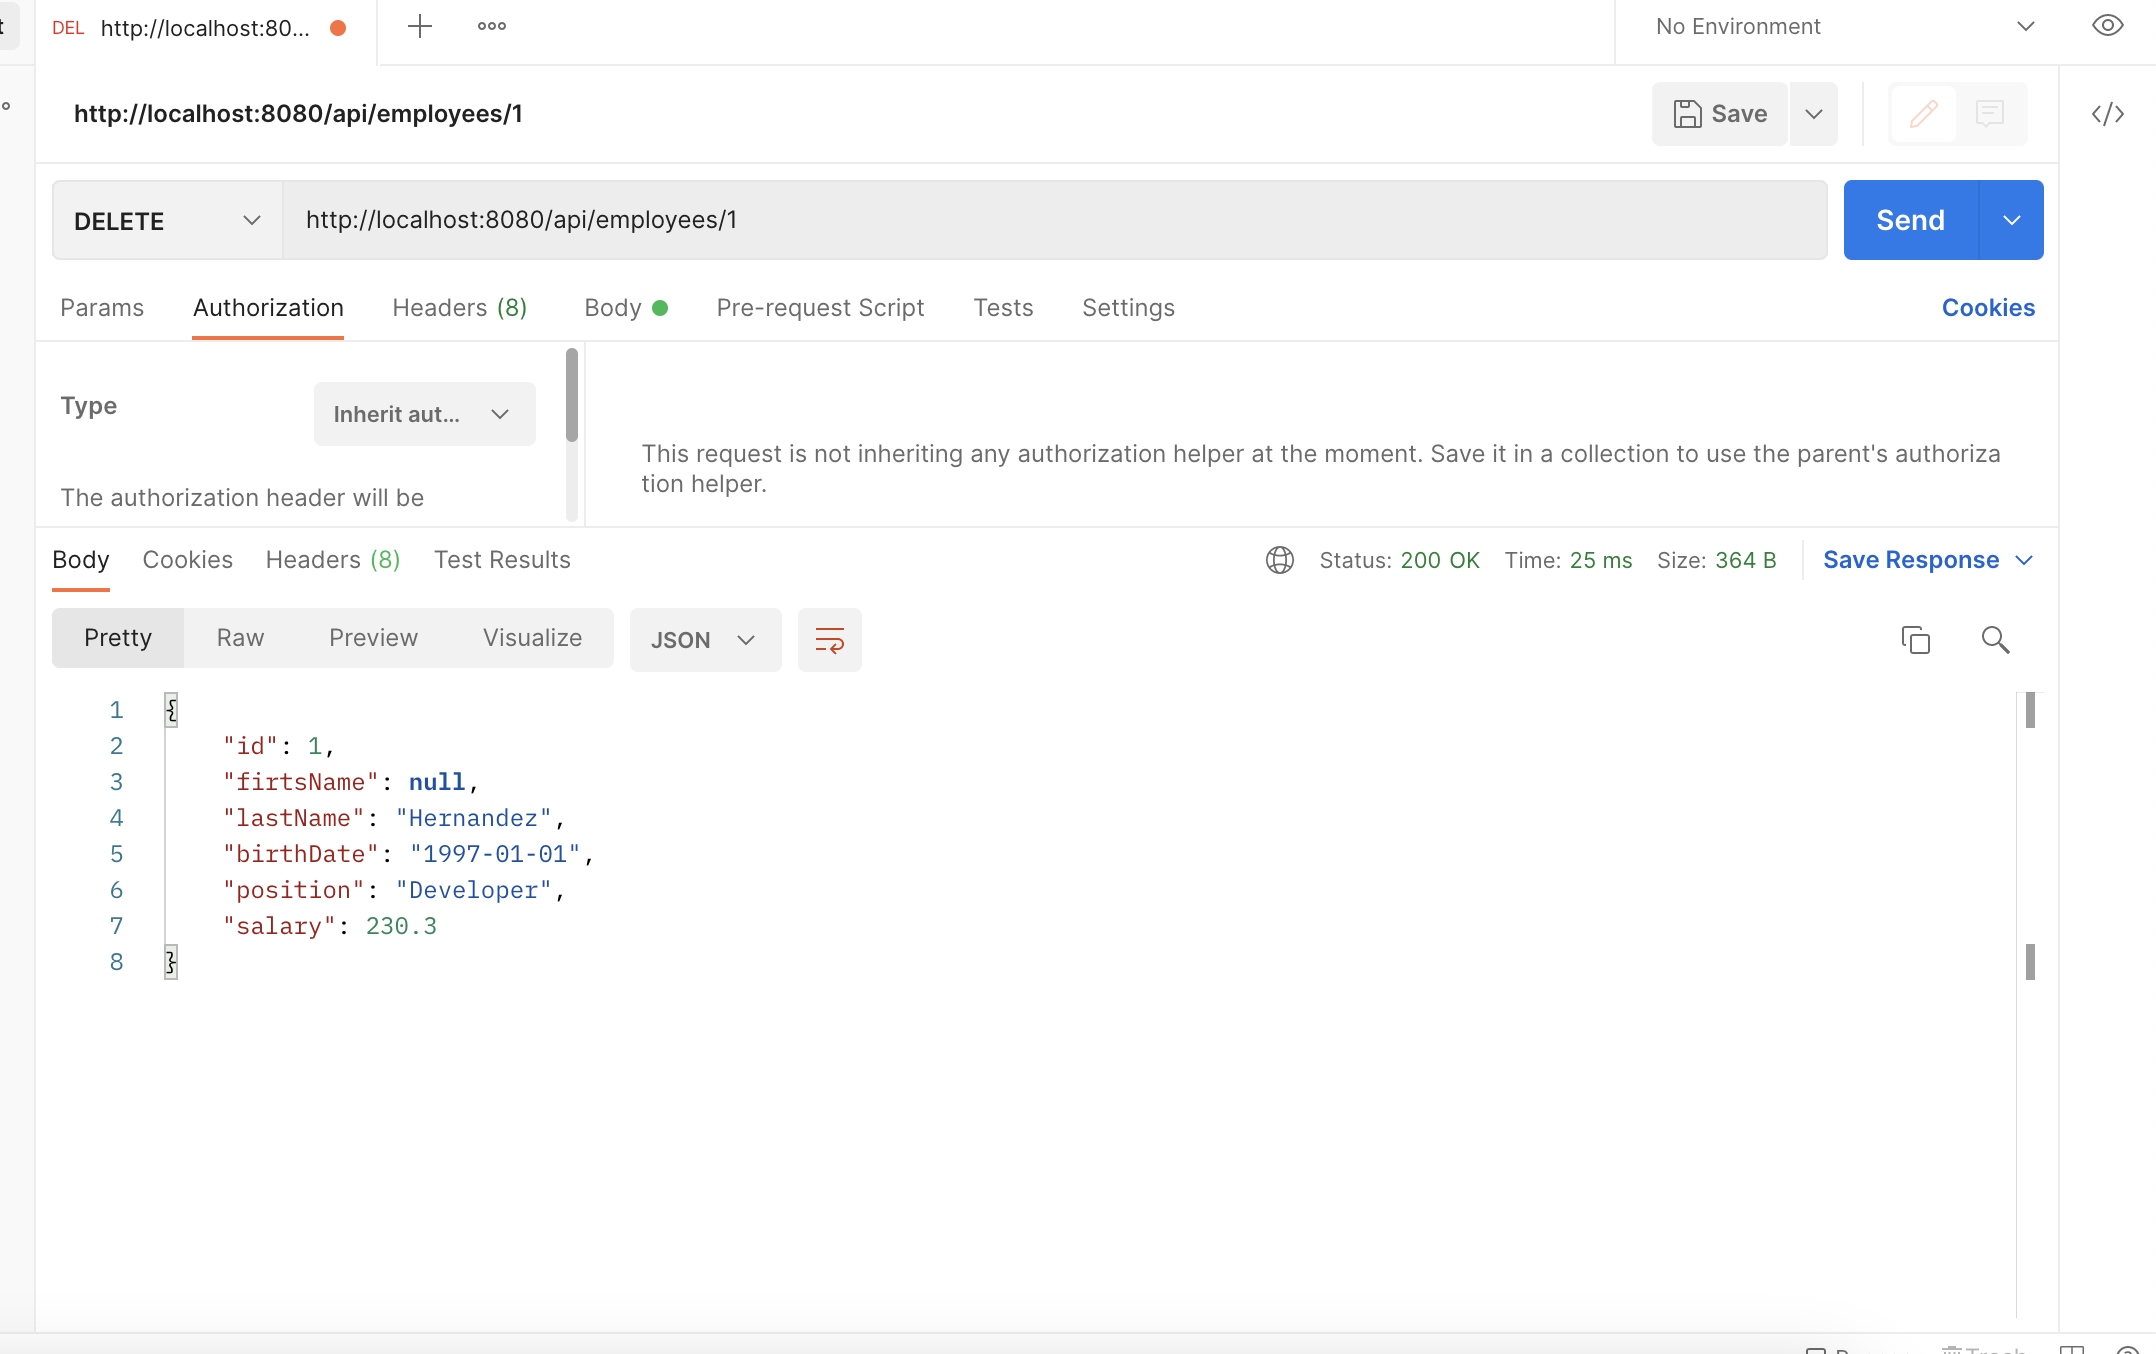 DEL http://localhost:80... No Environment
http://localhost:8080/api/employees/1 Save
DELETE http://localhost:8080/api/employees/1 Send
Params Authorization Headers (8) Body Pre-request Script Tests Settings Cookies
Type Inherit aut...
This request is not inheriting any authorization helper at the moment. Save it in a collection to use the parent's authoriza
tion helper.
The authorization header will be
Body Cookies Headers (8) Test Results Status: 200 OK Time: 25 ms Size: 364 B Save Response
Pretty Raw Preview Visualize JSON
1 {
2 "id": 1,
3 "firtsName": null,
4 "lastName": "Hernandez",
5 "birthDate": "1997-01-01",
6 "position": "Developer",
7 "salary": 230.3
8 }
Trash